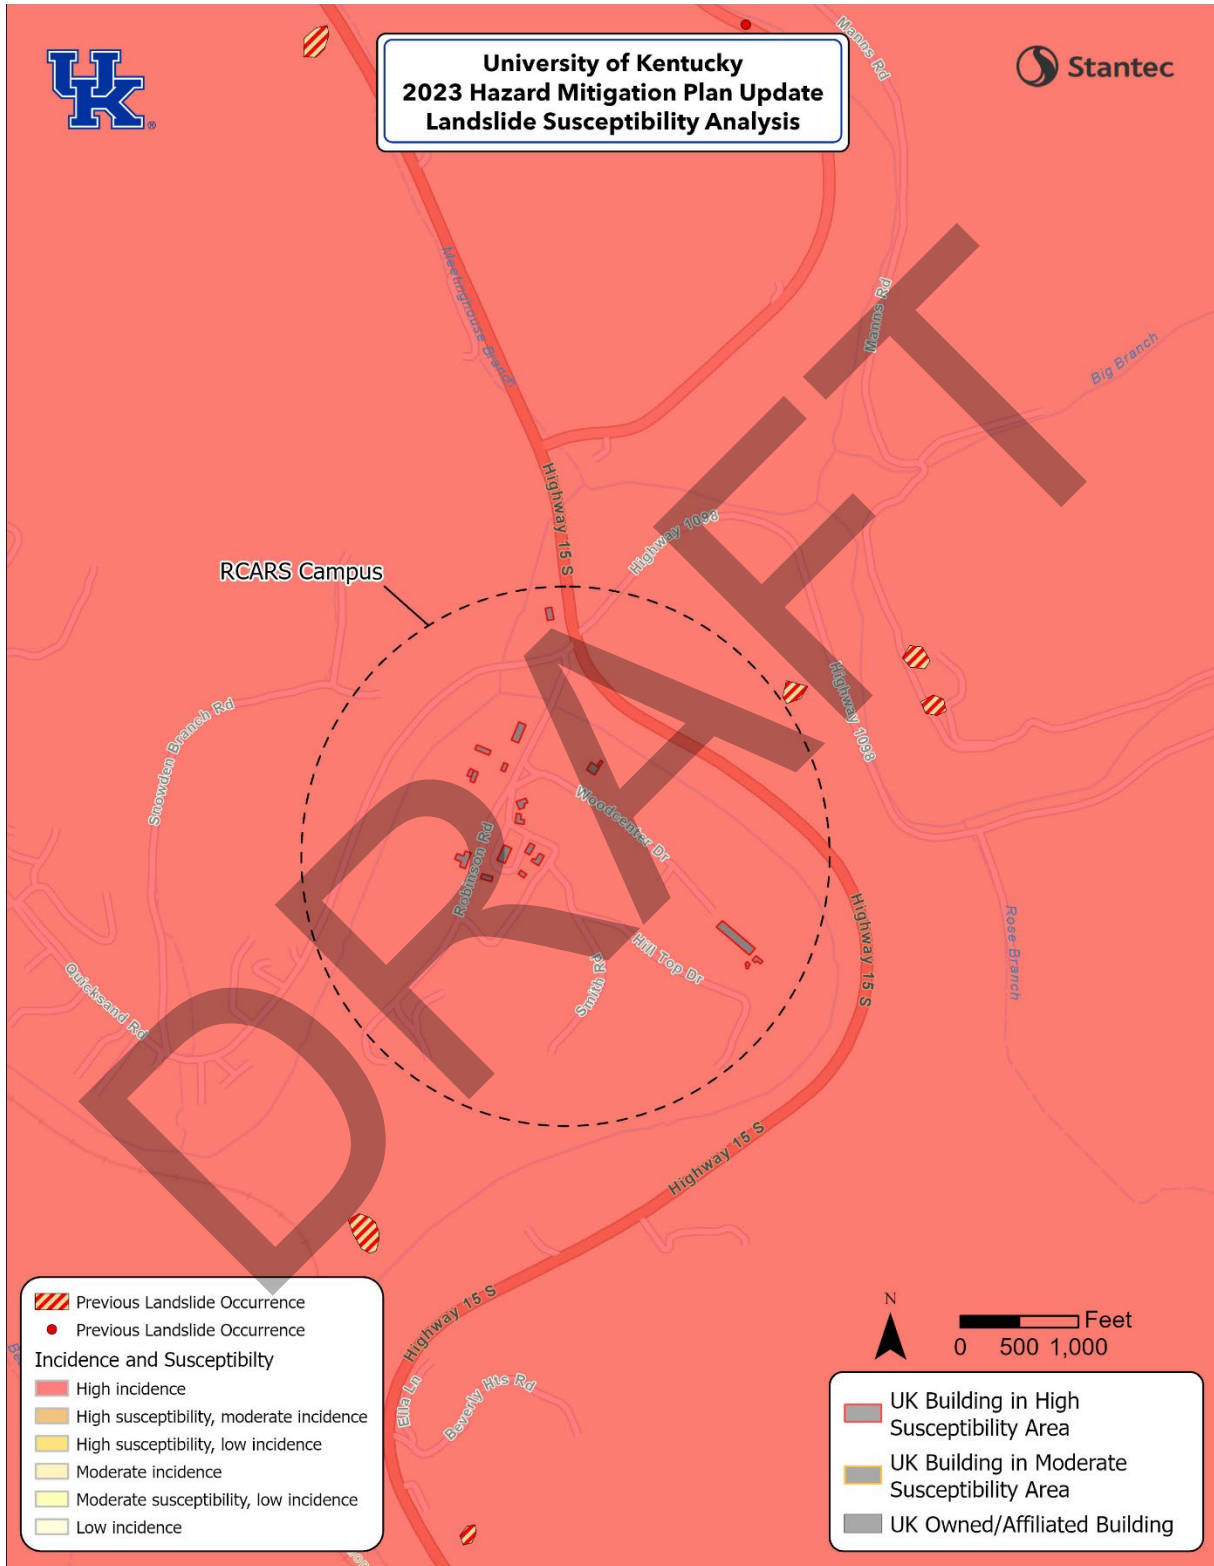 UK
®
University of Kentucky
2023 Hazard Mitigation Plan Update
Landslide Susceptibility Analysis
Stantec
Manns Rd
Meetinghouse Branch
Manns Rd
Big Branch
Highway 15 S
Highway 1098
RCARS Campus
Snowden Branch Rd
Highway 1098
Woodcenter Dr
Robinson Rd
Highway 15 S
Rose Branch
Hill Top Dr
Smith Rd
Quicksand Rd
Highway 15 S
Highway 15 S
Ella Ln
Beverly Hts Rd
DRAFT
Previous Landslide Occurrence
Previous Landslide Occurrence
Incidence and Susceptibilty
High incidence
High susceptibility, moderate incidence
High susceptibility, low incidence
Moderate incidence
Moderate susceptibility, low incidence
Low incidence
N
Feet
0 500 1,000
UK Building in High
Susceptibility Area
UK Building in Moderate
Susceptibility Area
UK Owned/Affiliated Building